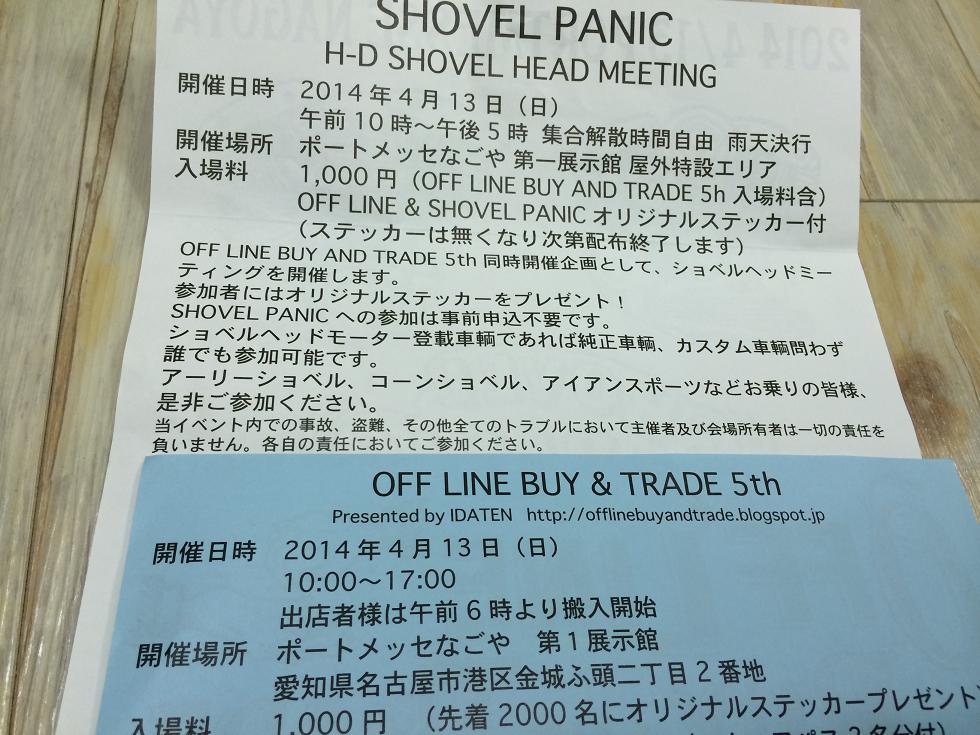 SHOVEL PANIC
H-D SHOVEL HEAD MEETING
開催日時 2014年4月13日（日）
午前10時～午後5時 集合解散時間自由 雨天決行
開催場所 ポートメッセなごや 第一展示館 屋外特設エリア
入場料 1,000円（OFF LINE BUY AND TRADE 5h 入場料含）
OFF LINE & SHOVEL PANIC オリジナルステッカー付
（ステッカーは無くなり次第配布終了します）
OFF LINE BUY AND TRADE 5th 同時開催企画として、ショベルヘッドミー
ティングを開催します。
参加者にはオリジナルステッカーをプレゼント！
SHOVEL PANIC への参加は事前申込不要です。
ショベルヘッドモーター登載車輌であれば純正車輌、カスタム車輌問わず
誰でも参加可能です。
アーリーショベル、コーンショベル、アイアンスポーツなどお乗りの皆様、
是非ご参加ください。
当イベント内での事故、盗難、その他全てのトラブルにおいて主催者及び会場所有者は一切の責任を
負いません。各自の責任においてご参加ください。
OFF LINE BUY & TRADE 5th
Presented by IDATEN http://offlinebuyandtrade.blogspot.jp
開催日時 2014年4月13日（日）
10:00～17:00
出店者様は午前6時より搬入開始
開催場所 ポートメッセなごや 第1展示館
愛知県名古屋市港区金城ふ頭二丁目2番地
入場料 1,000円 （先着2000名にオリジナルステッカープレゼント